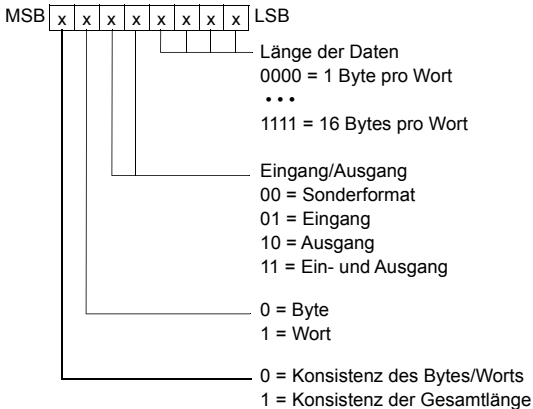 MSB x x x x x x x x LSB
Länge der Daten
0000 = 1 Byte pro Wort
• • •
1111 = 16 Bytes pro Wort
Eingang/Ausgang
00 = Sonderformat
01 = Eingang
10 = Ausgang
11 = Ein- und Ausgang
0 = Byte
1 = Wort
0 = Konsistenz des Bytes/Worts
1 = Konsistenz der Gesamtlänge